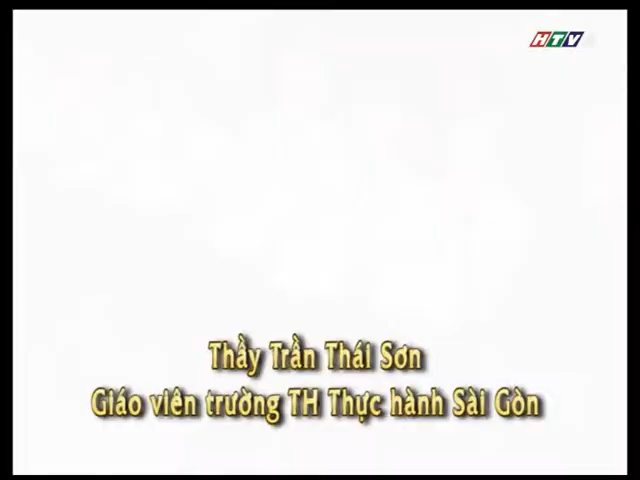 HTV
Thầy Trần Thái Sơn
Giáo viên trường TH Thực hành Sài Gòn